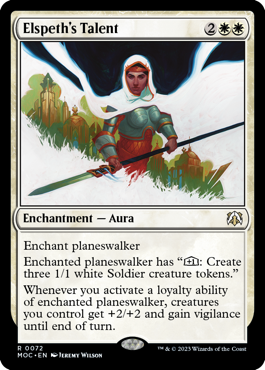 Elspeth's Talent 2
Enchantment — Aura
Enchant planeswalker
Enchanted planeswalker has “+1: Create
three 1/1 white Soldier creature tokens.”
Whenever you activate a loyalty ability
of enchanted planeswalker, creatures
you control get +2/+2 and gain vigilance
until end of turn.
R 0072
MOC • EN JEREMY WILSON
™ & © 2023 Wizards of the Coast